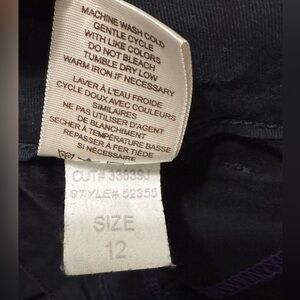 MACHINE WASH COLD
GENTLE CYCLE
WITH LIKE COLORS
DO NOT BLEACH
TUMBLE DRY LOW
WARM IRON IF NECESSARY
LAVER À L'EAU FROIDE
CYCLE DOUX AVEC COULEURS
SIMILAIRES
NE PAS UTILISER D'AGENT
DE BLANCHIMENT
SECHER À TEMPÉRATURE BASSE
REPASSER À FER TIÈDE
SI NÉCESSAIRE
CUT#
STYLE# 52355
SIZE
12